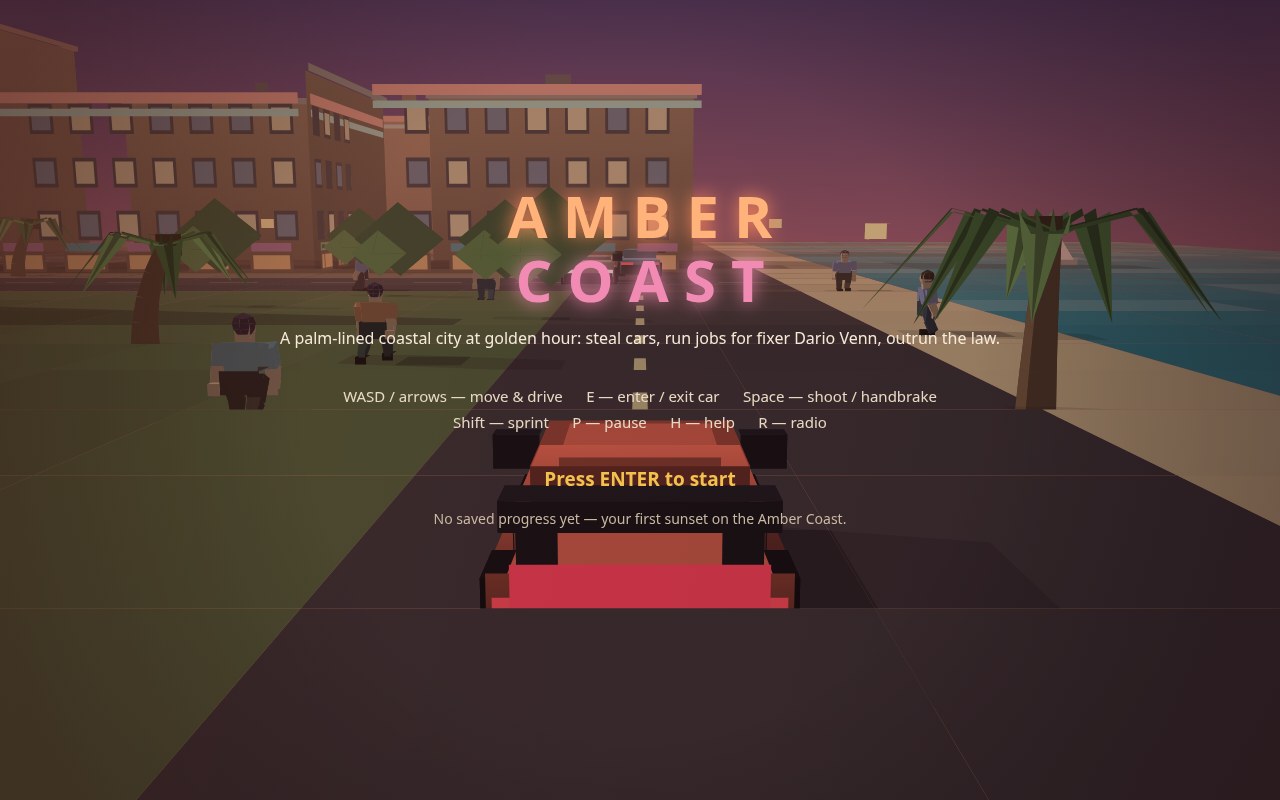 AMBER
COAST
A palm-lined coastal city at golden hour: steal cars, run jobs for fixer Dario Venn, outrun the law.
WASD / arrows — move & drive E — enter / exit car Space — shoot / handbrake
Shift — sprint P — pause H — help R — radio
Press ENTER to start
No saved progress yet — your first sunset on the Amber Coast.